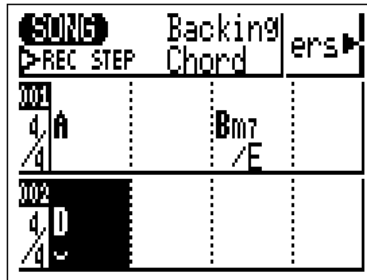 SONG Backing ers▶
▷REC STEP Chord
001
4/4 A Bm7
/E
002
4/4 D